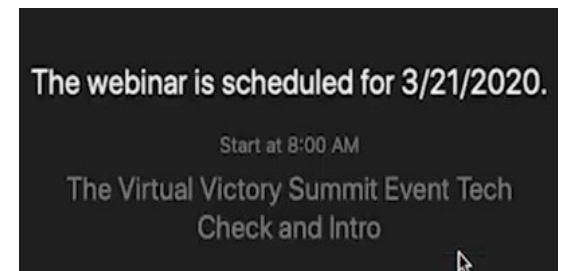 The webinar is scheduled for 3/21/2020.
Start at 8:00 AM
The Virtual Victory Summit Event Tech
Check and Intro